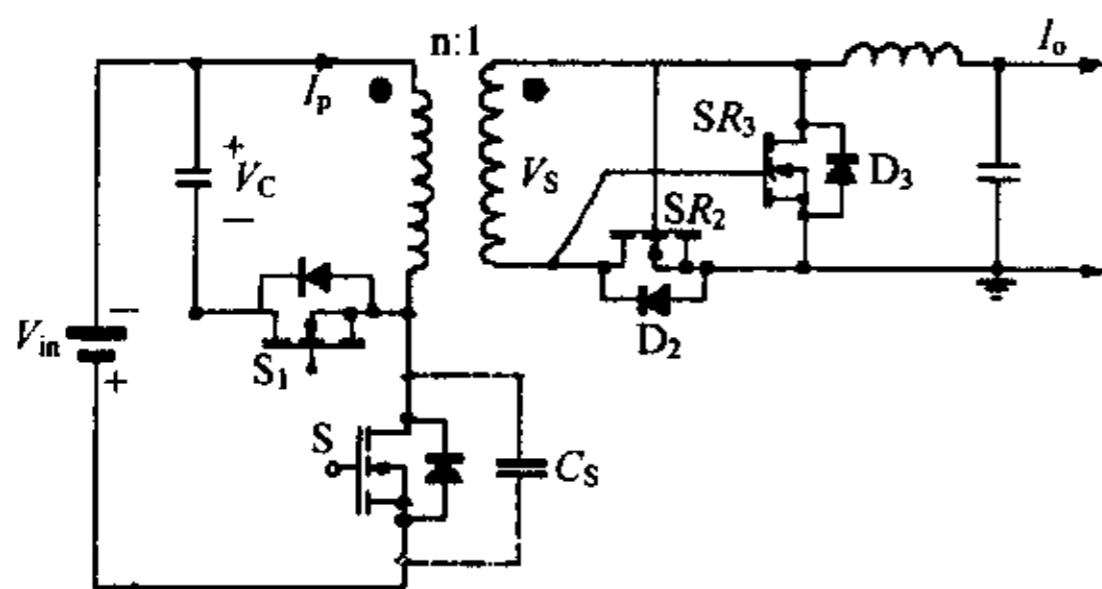 n:1
I_o
I_p
SR_3
+
V_C
−
V_S
D_3
SR_2
−
V_in
+
S_1
D_2
S
C_S